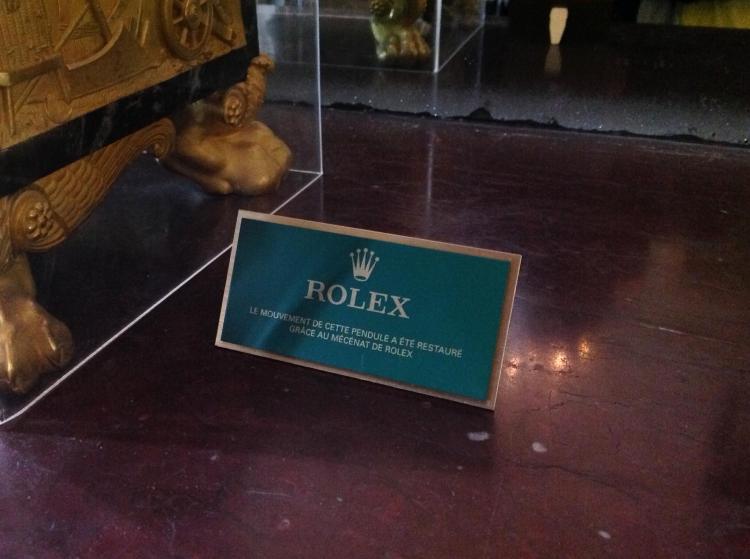 ROLEX
LE MOUVEMENT DE CETTE PENDULE A ÉTÉ RESTAURÉ
GRÂCE AU MÉCÉNAT DE ROLEX